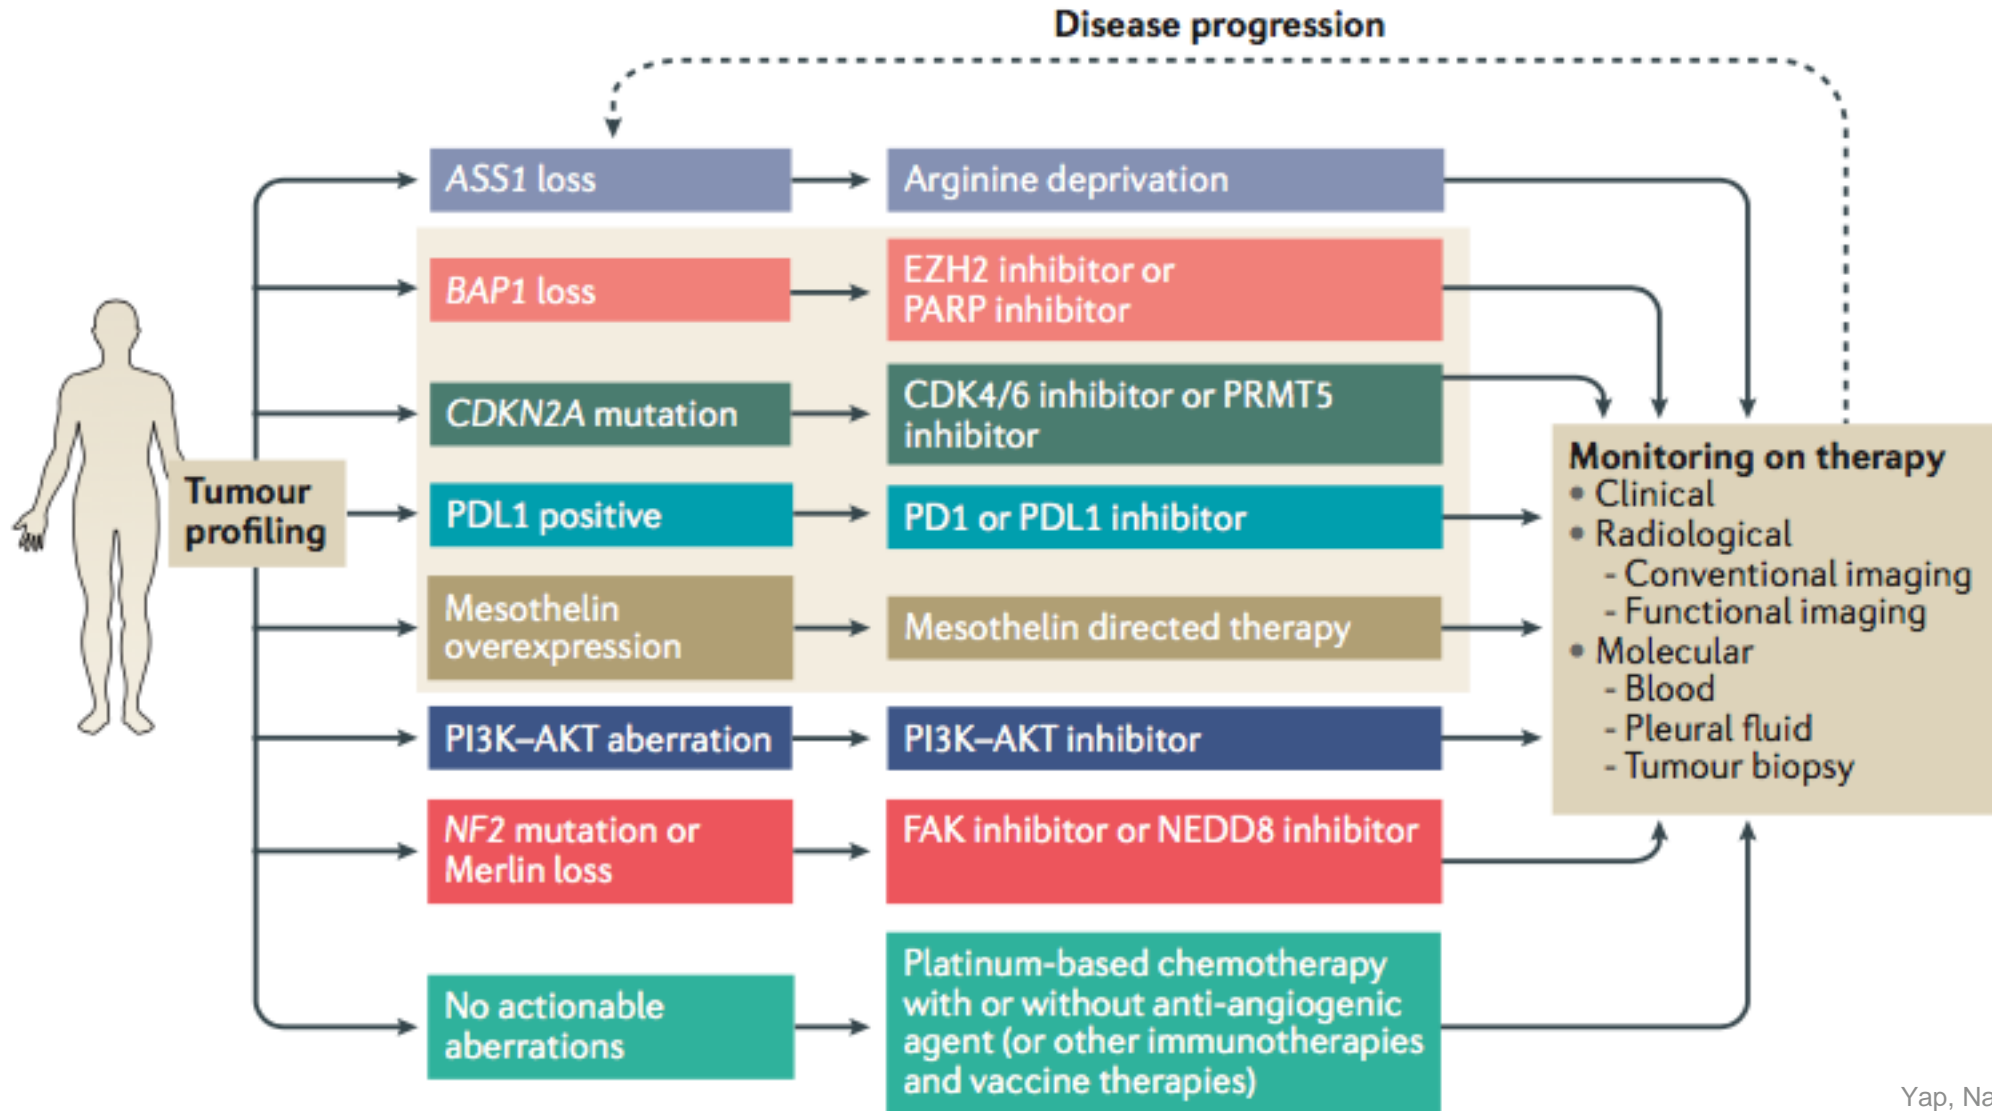 Disease progression
ASS1 loss
Arginine deprivation
BAP1 loss
EZH2 inhibitor or
PARP inhibitor
CDKN2A mutation
CDK4/6 inhibitor or PRMT5
inhibitor
Tumour
profiling
PDL1 positive
PD1 or PDL1 inhibitor
Mesothelin
overexpression
Mesothelin directed therapy
PI3K–AKT aberration
PI3K–AKT inhibitor
NF2 mutation or
Merlin loss
FAK inhibitor or NEDD8 inhibitor
No actionable
aberrations
Platinum-based chemotherapy
with or without anti-angiogenic
agent (or other immunotherapies
and vaccine therapies)
Monitoring on therapy
• Clinical
• Radiological
- Conventional imaging
- Functional imaging
• Molecular
- Blood
- Pleural fluid
- Tumour biopsy
Yap, Na